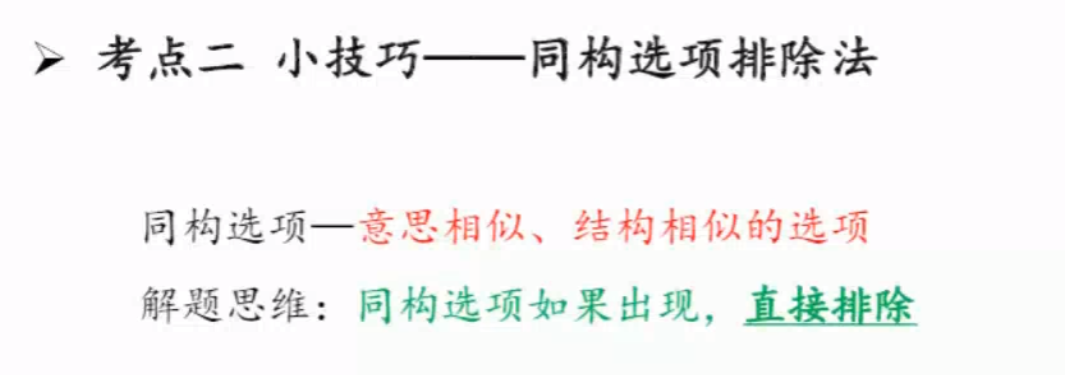 ➢ 考点二 小技巧——同构选项排除法
同构选项—意思相似、结构相似的选项
解题思维：同构选项如果出现，直接排除